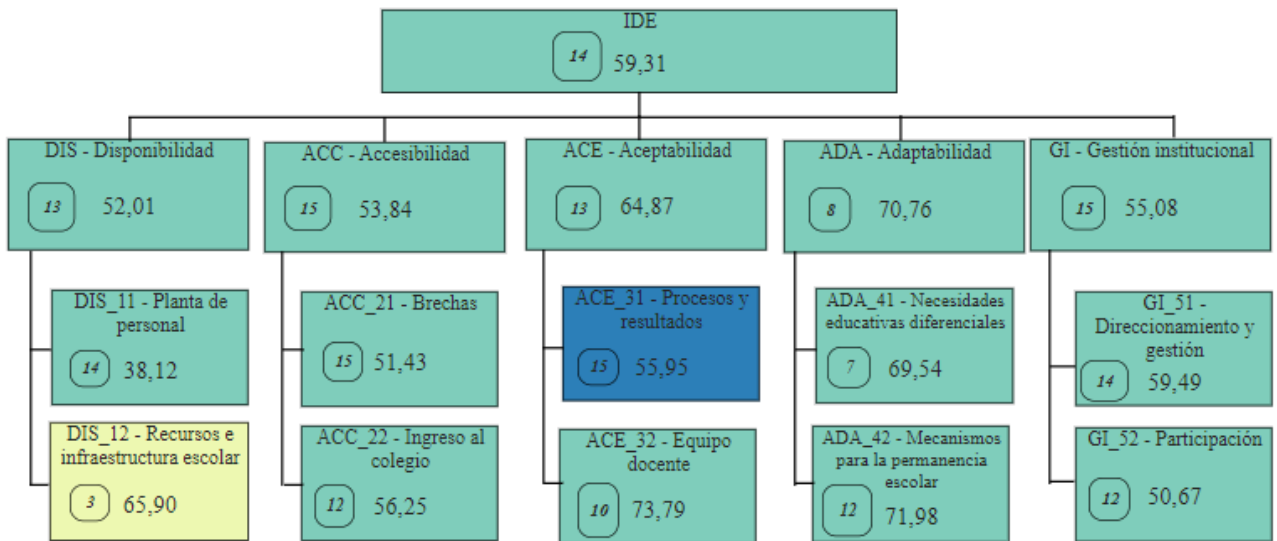 IDE
14 59,31
DIS - Disponibilidad
13 52,01
ACC - Accesibilidad
15 53,84
ACE - Aceptabilidad
13 64,87
ADA - Adaptabilidad
8 70,76
GI - Gestión institucional
15 55,08
DIS_11 - Planta de
personal
14 38,12
ACC_21 - Brechas
15 51,43
ACE_31 - Procesos y
resultados
15 55,95
ADA_41 - Necesidades
educativas diferenciales
7 69,54
GI_51 -
Direccionamiento y
gestión
14 59,49
DIS_12 - Recursos e
infraestructura escolar
3 65,90
ACC_22 - Ingreso al
colegio
12 56,25
ACE_32 - Equipo
docente
10 73,79
ADA_42 - Mecanismos
para la permanencia
escolar
12 71,98
GI_52 - Participación
12 50,67